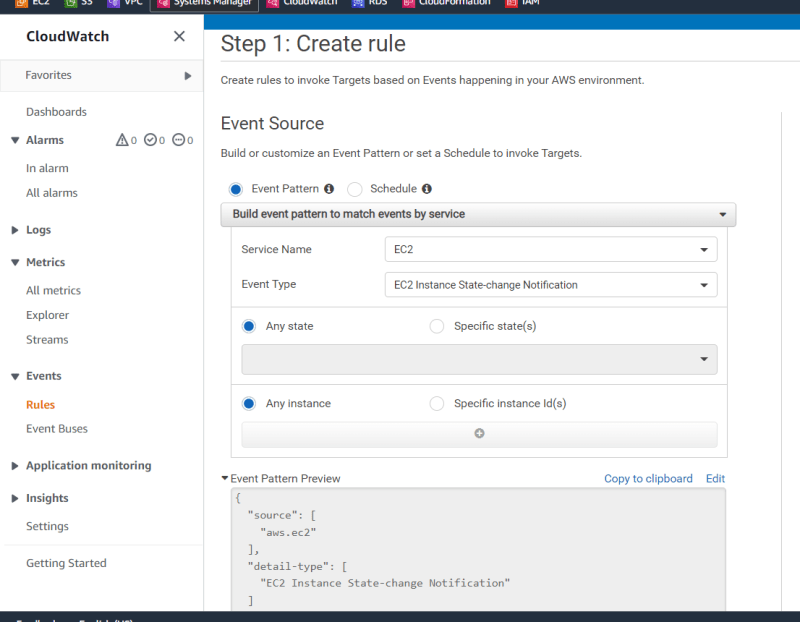 EC2 S3 VPC Systems Manager CloudWatch RDS CloudFormation IAM
CloudWatch
Favorites
Dashboards
Alarms 0 0 0
In alarm
All alarms
Logs
Metrics
All metrics
Explorer
Streams
Events
Rules
Event Buses
Application monitoring
Insights
Settings
Getting Started
Step 1: Create rule
Create rules to invoke Targets based on Events happening in your AWS environment.
Event Source
Build or customize an Event Pattern or set a Schedule to invoke Targets.
Event Pattern Schedule
Build event pattern to match events by service
Service Name EC2
Event Type EC2 Instance State-change Notification
Any state Specific state(s)
Any instance Specific instance Id(s)
Event Pattern Preview Copy to clipboard Edit
{
"source": [
"aws.ec2"
],
"detail-type": [
"EC2 Instance State-change Notification"
]